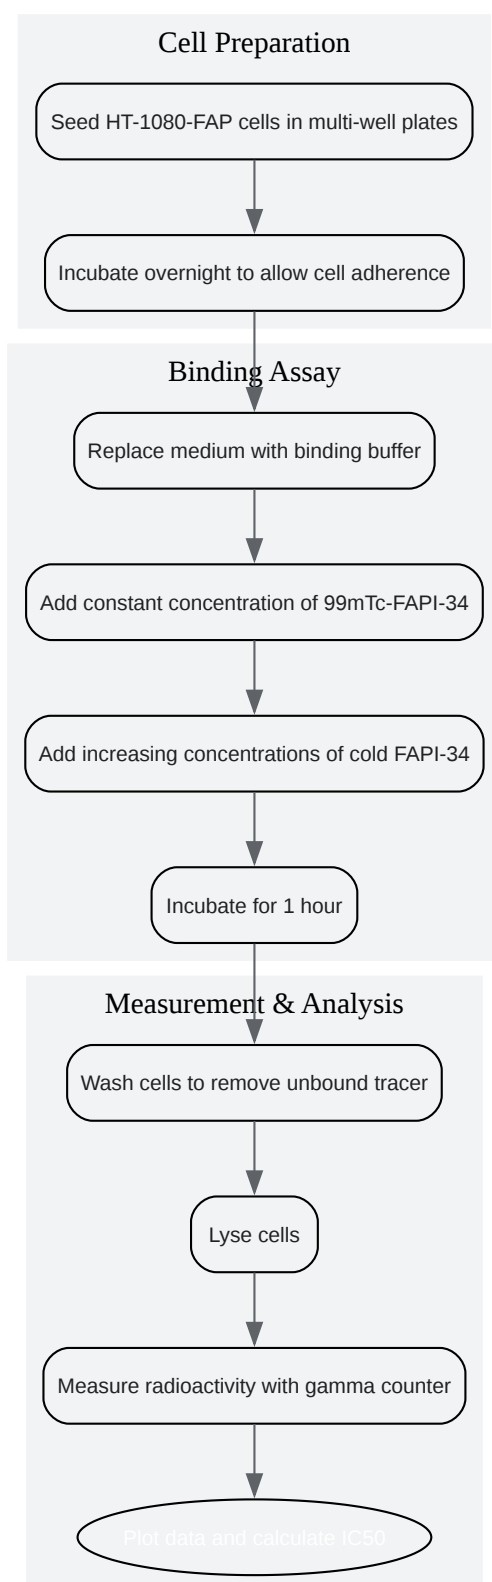 Cell Preparation
Seed HT-1080-FAP cells in multi-well plates
Incubate overnight to allow cell adherence
Binding Assay
Replace medium with binding buffer
Add constant concentration of 99mTc-FAPI-34
Add increasing concentrations of cold FAPI-34
Incubate for 1 hour
Measurement & Analysis
Wash cells to remove unbound tracer
Lyse cells
Measure radioactivity with gamma counter
Plot data and calculate IC50